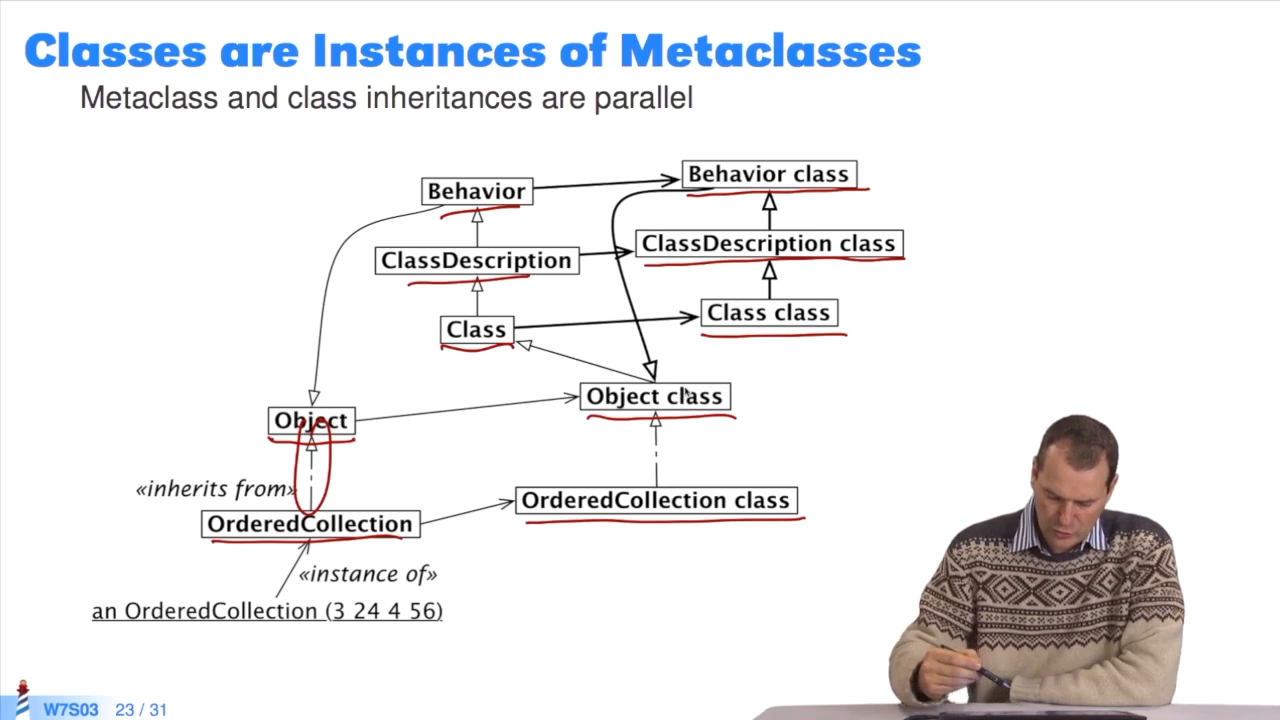 Classes are Instances of Metaclasses
Metaclass and class inheritances are parallel
Behavior
Behavior class
ClassDescription
ClassDescription class
Class
Class class
Object
Object class
«inherits from»
OrderedCollection
OrderedCollection class
«instance of»
an OrderedCollection (3 24 4 56)
W7S03 23 / 31